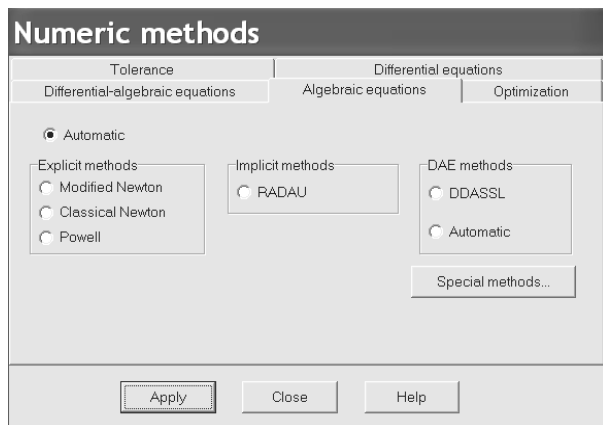 Numeric methods
Tolerance
Differential equations
Differential-algebraic equations
Algebraic equations
Optimization
Automatic
Explicit methods
Modified Newton
Classical Newton
Powell
Implicit methods
RADAU
DAE methods
DDASSL
Automatic
Special methods...
Apply
Close
Help